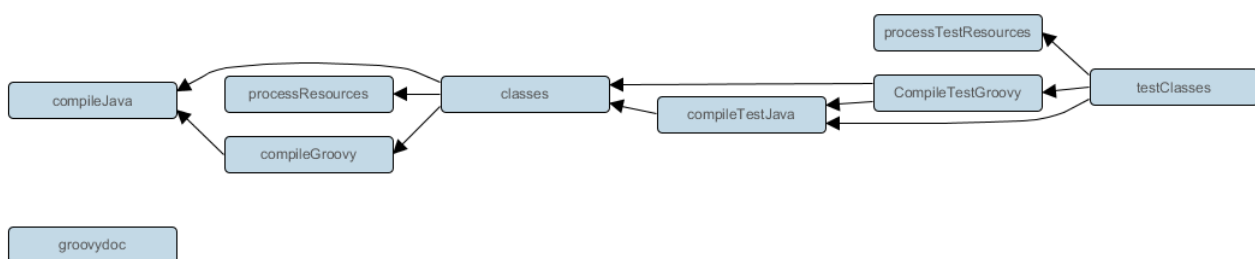 processTestResources
compileJava
processResources
classes
CompileTestGroovy
testClasses
compileTestJava
compileGroovy
groovydoc